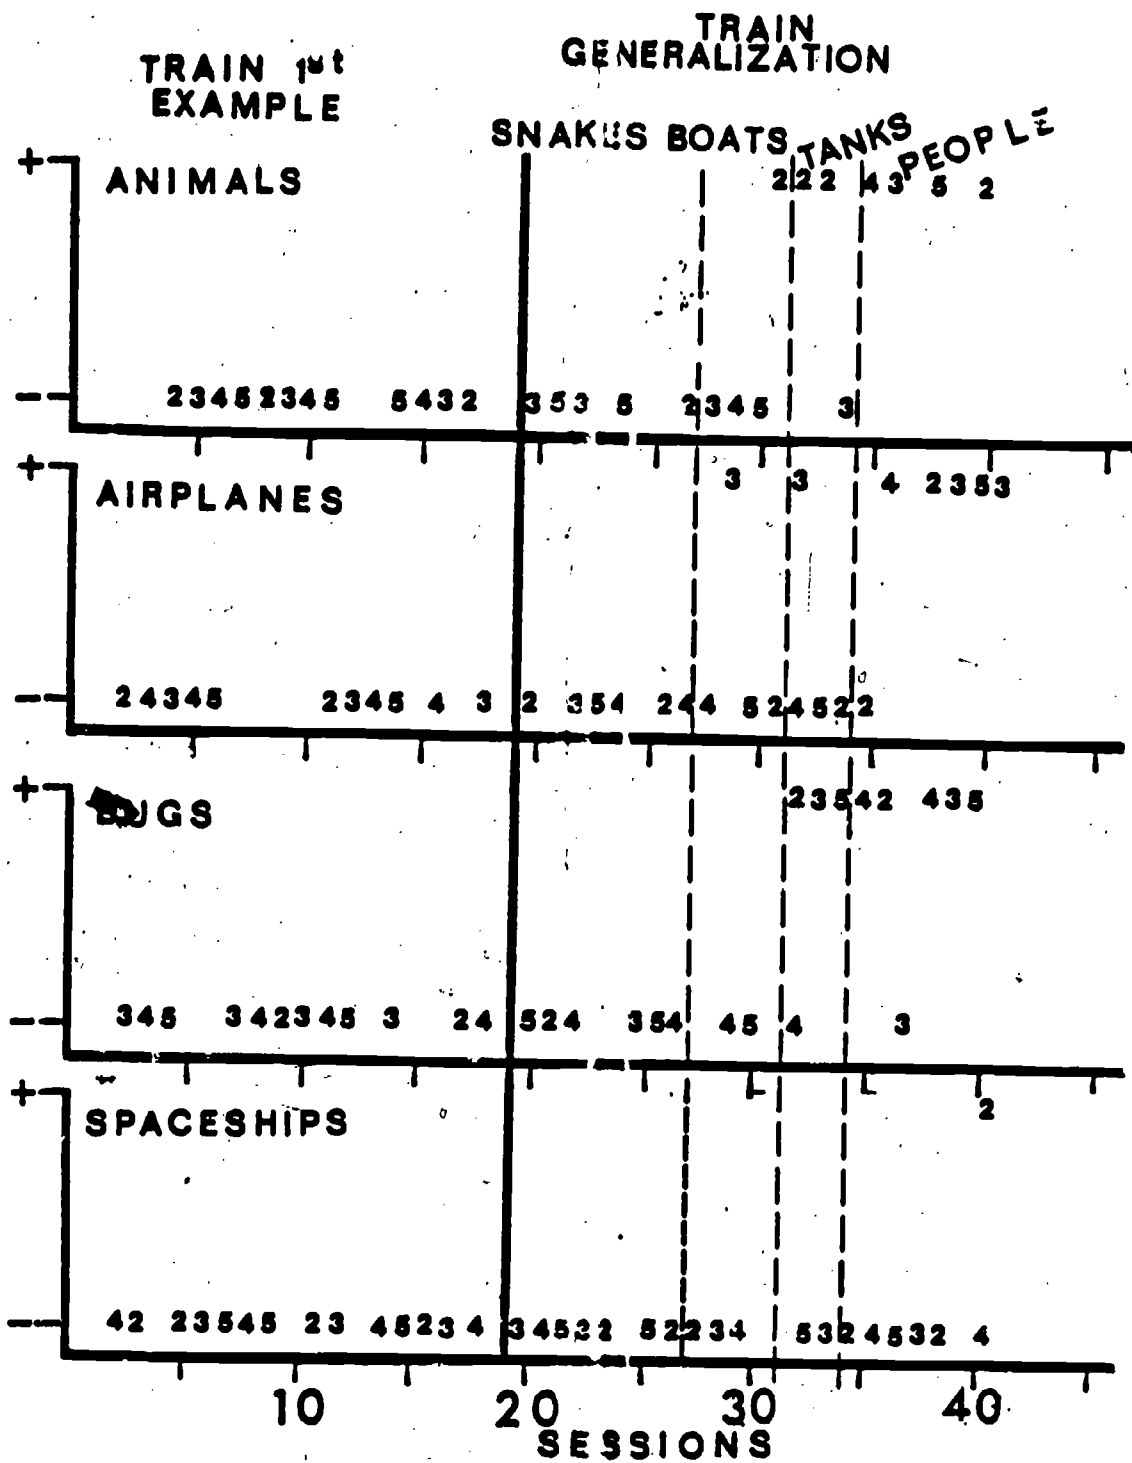 TRAIN 1st
EXAMPLE
TRAIN
GENERALIZATION
SNAKES BOATS TANKS PEOPLE
+
ANIMALS
2 2 2 4 3 5 2
2 3 4 5 2 3 4 5 5 4 3 2 3 5 3 5 2 3 4 5 3
+
AIRPLANES
3 3 4 2 3 5 3
2 4 3 4 5 2 3 4 5 4 3 2 3 5 4 2 4 4 5 2 4 5 2 2
+
BUGS
2 3 5 4 2 4 3 5
3 4 5 3 4 2 3 4 5 3 2 4 5 2 4 3 5 4 4 5 4 3
+
SPACESHIPS
2
4 2 2 3 5 4 5 2 3 4 5 2 3 4 3 4 5 3 2 5 2 2 3 4 5 3 2 4 5 3 2 4
10 20 30 40
SESSIONS